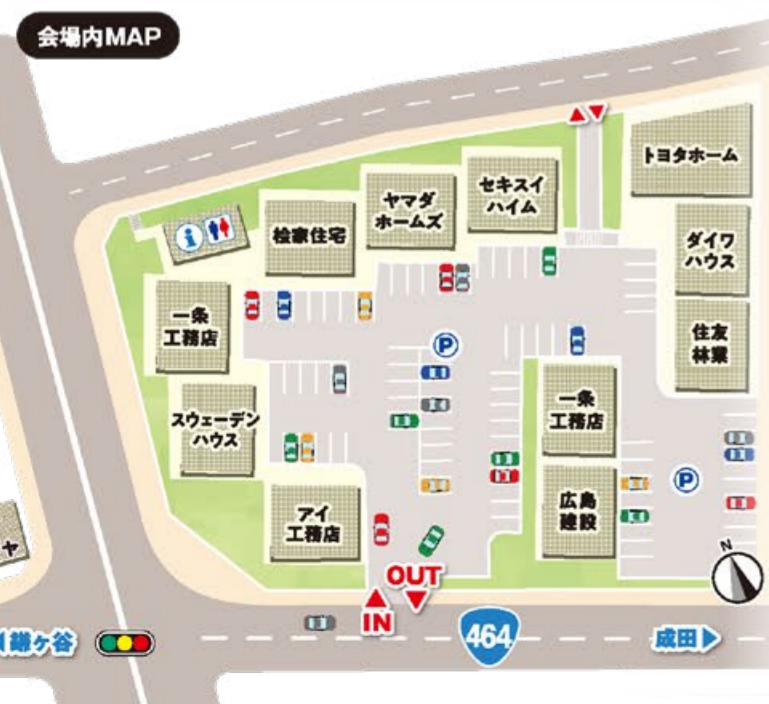 会場内MAP
トヨタホーム
セキスイ
ハイム
ヤマダ
ホームズ
桧家住宅
ダイワ
ハウス
一条
工務店
住友
林業
P
スウェーデン
ハウス
一条
工務店
アイ
工務店
広島
建設
P
N
ヤ
OUT
IN
鎌ヶ谷
464
成田